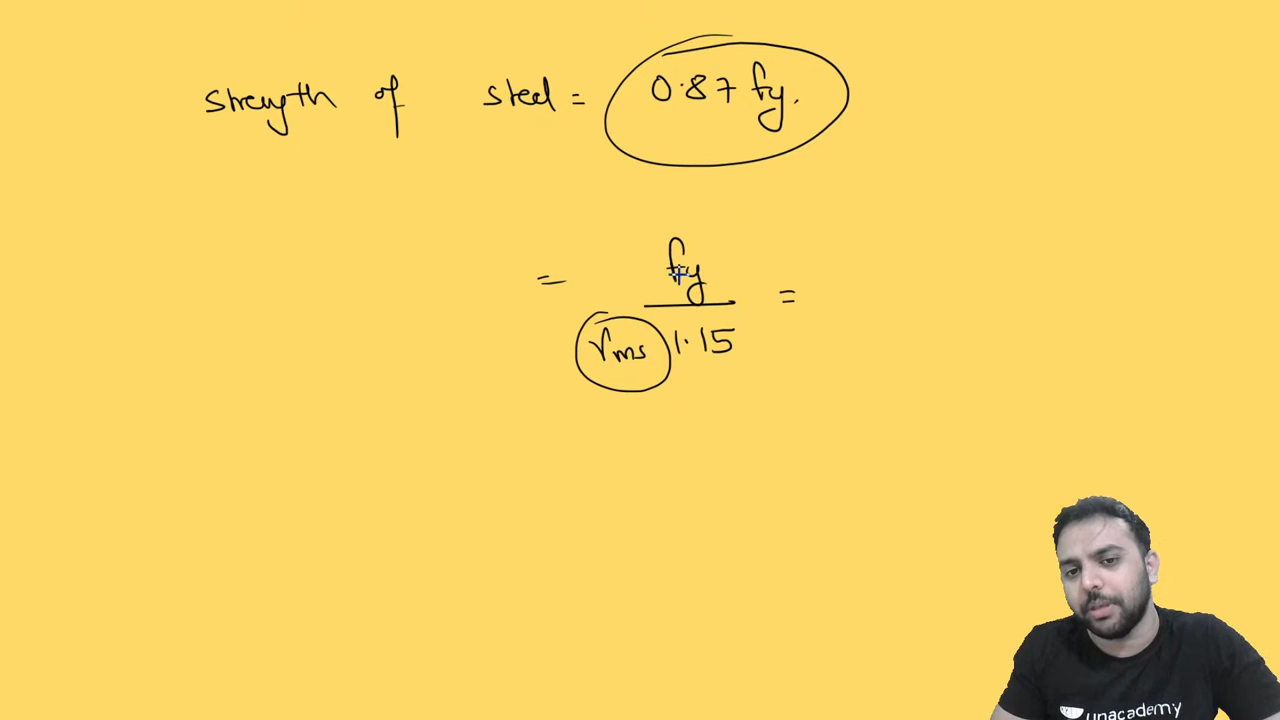 strength of steel = 0.87 fy.
= fy =
γms 1.15
unacademy